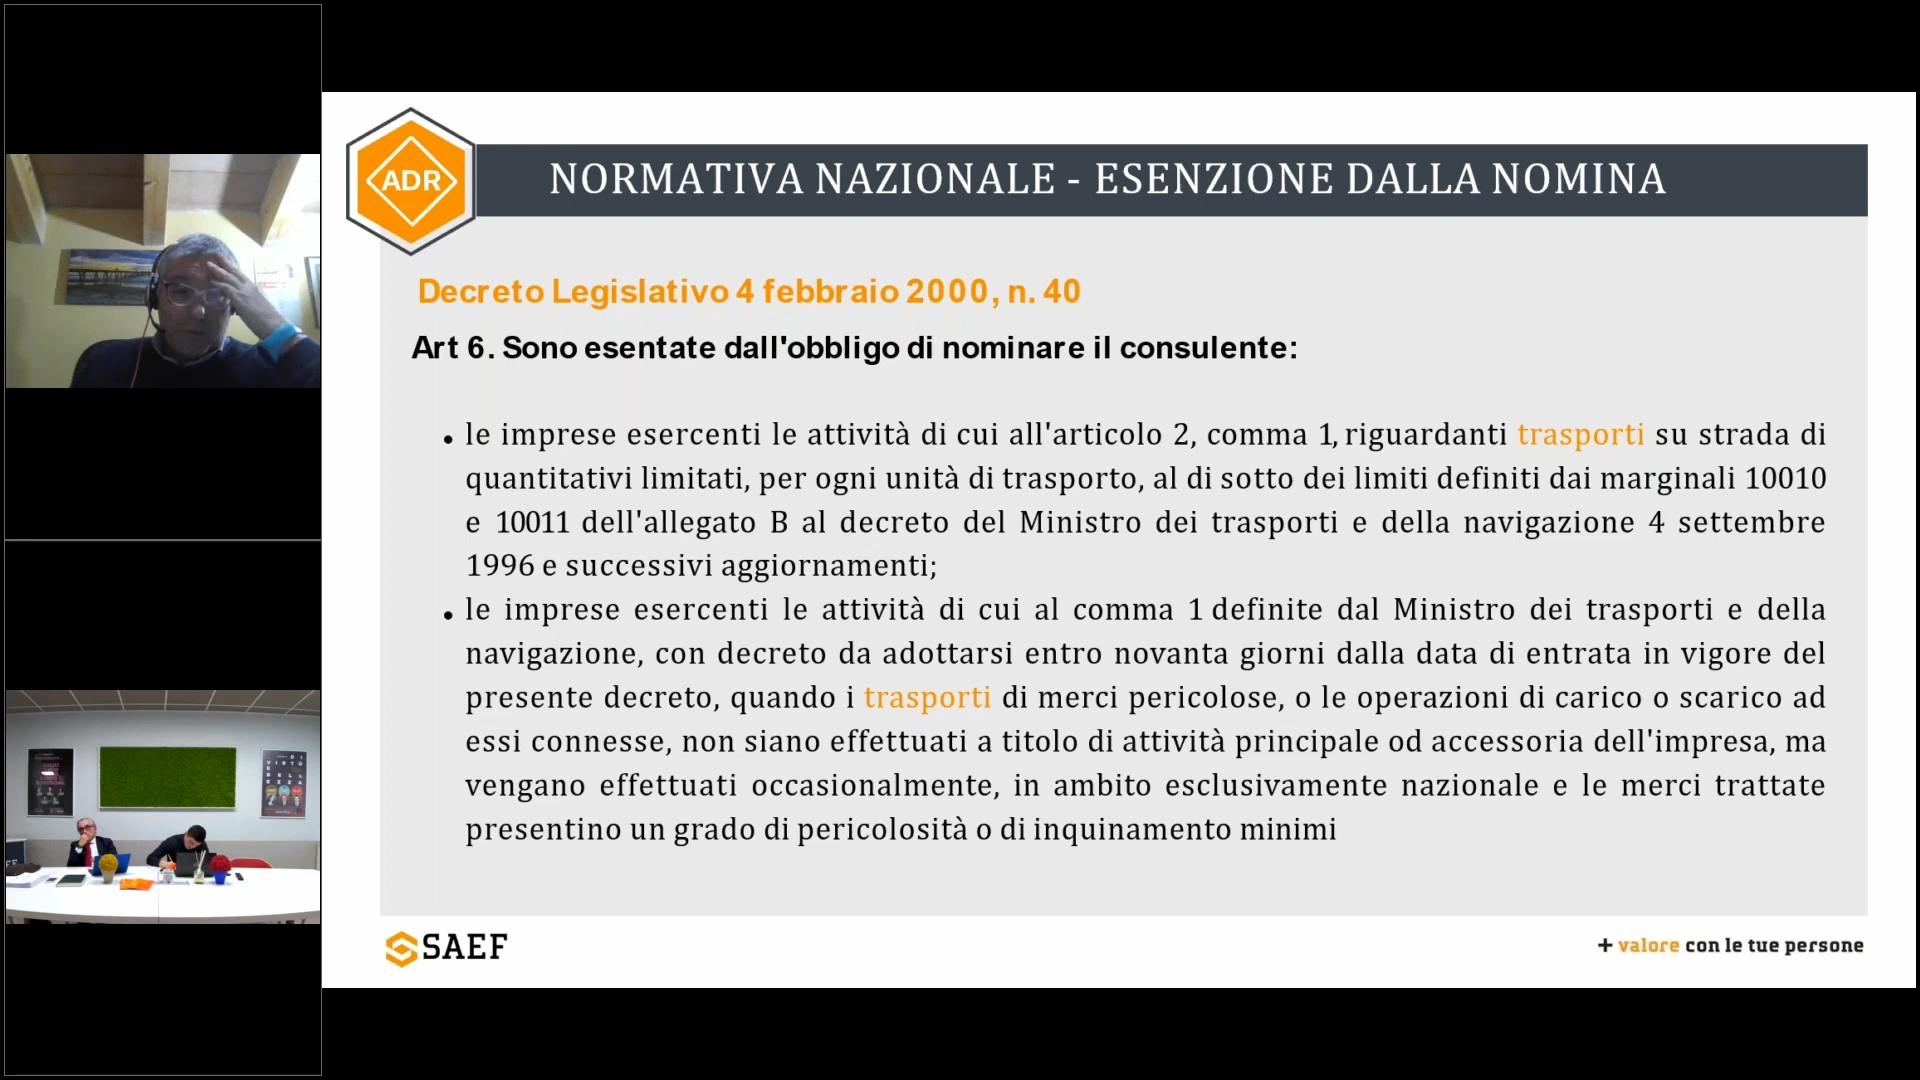 ADR
NORMATIVA NAZIONALE - ESENZIONE DALLA NOMINA
Decreto Legislativo 4 febbraio 2000, n. 40
Art 6. Sono esentate dall'obbligo di nominare il consulente:
• le imprese esercenti le attività di cui all'articolo 2, comma 1, riguardanti trasporti su strada di
quantitativi limitati, per ogni unità di trasporto, al di sotto dei limiti definiti dai marginali 10010
e 10011 dell'allegato B al decreto del Ministro dei trasporti e della navigazione 4 settembre
1996 e successivi aggiornamenti;
• le imprese esercenti le attività di cui al comma 1 definite dal Ministro dei trasporti e della
navigazione, con decreto da adottarsi entro novanta giorni dalla data di entrata in vigore del
presente decreto, quando i trasporti di merci pericolose, o le operazioni di carico o scarico ad
essi connesse, non siano effettuati a titolo di attività principale od accessoria dell'impresa, ma
vengano effettuati occasionalmente, in ambito esclusivamente nazionale e le merci trattate
presentino un grado di pericolosità o di inquinamento minimi
SAEF
+ valore con le tue persone